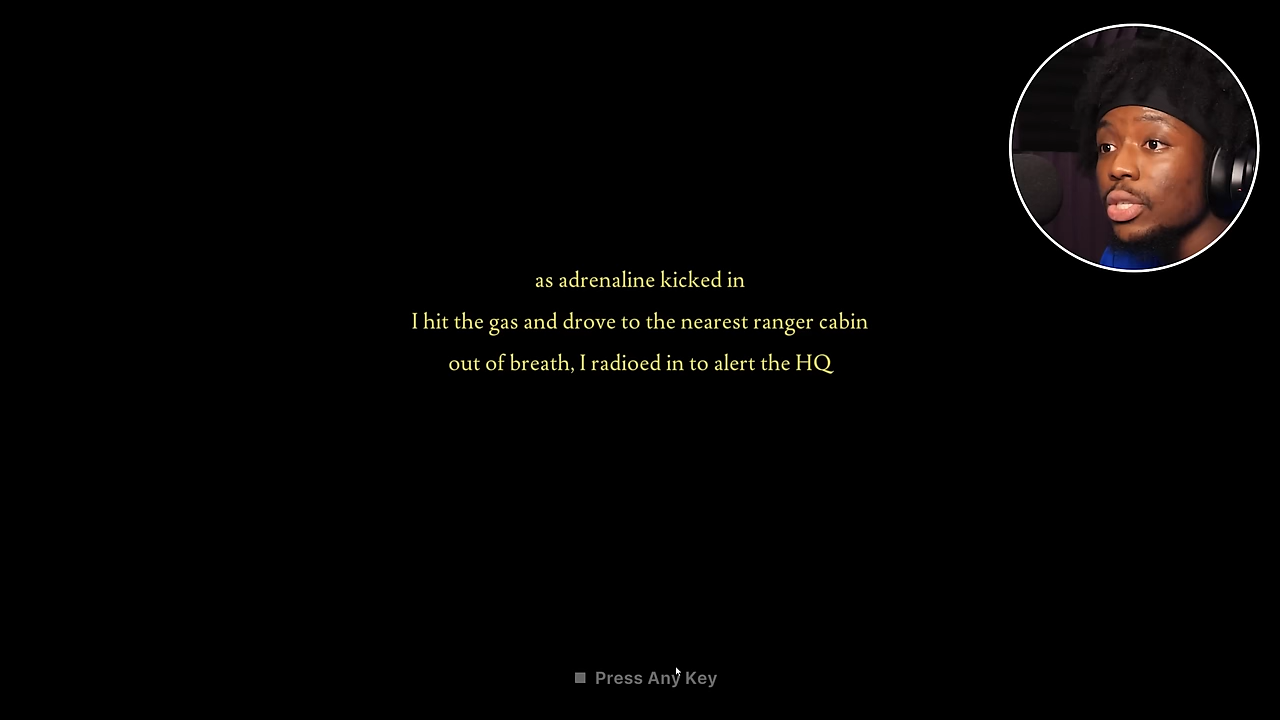 as adrenaline kicked in
I hit the gas and drove to the nearest ranger cabin
out of breath, I radioed in to alert the HQ
Press Any Key